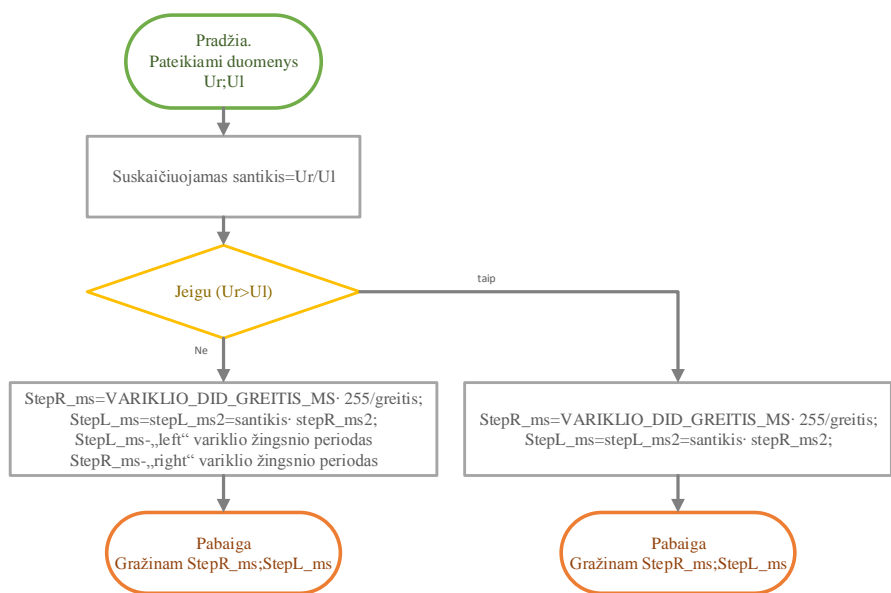 Pradžia.
Pateikiami duomenys
Ur;Ul
Suskaičiuojamas santikis=Ur/Ul
Jeigu (Ur>Ul)
taip
Ne
StepR_ms=VARIKLIO_DID_GREITIS_MS· 255/greitis;
StepL_ms=stepL_ms2=santikis· stepR_ms2;
StepL_ms-„left“ variklio žingsnio periodas
StepR_ms-„right“ variklio žingsnio periodas
StepR_ms=VARIKLIO_DID_GREITIS_MS· 255/greitis;
StepL_ms=stepL_ms2=santikis· stepR_ms2;
Pabaiga
Gražinam StepR_ms;StepL_ms
Pabaiga
Gražinam StepR_ms;StepL_ms